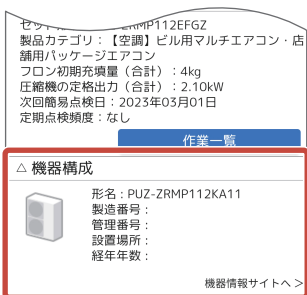 RMP112EFGZ
製品カテゴリ：【空調】ビル用マルチエアコン・店
舗用パッケージエアコン
フロン初期充填量（合計）：4kg
圧縮機の定格出力（合計）：2.10kW
次回簡易点検日：2023年03月01日
定期点検頻度：なし
作業一覧
△ 機器構成
形名 : PUZ-ZRMP112KA11
製造番号 :
管理番号 :
設置場所 :
経年年数 :
機器情報サイトへ >